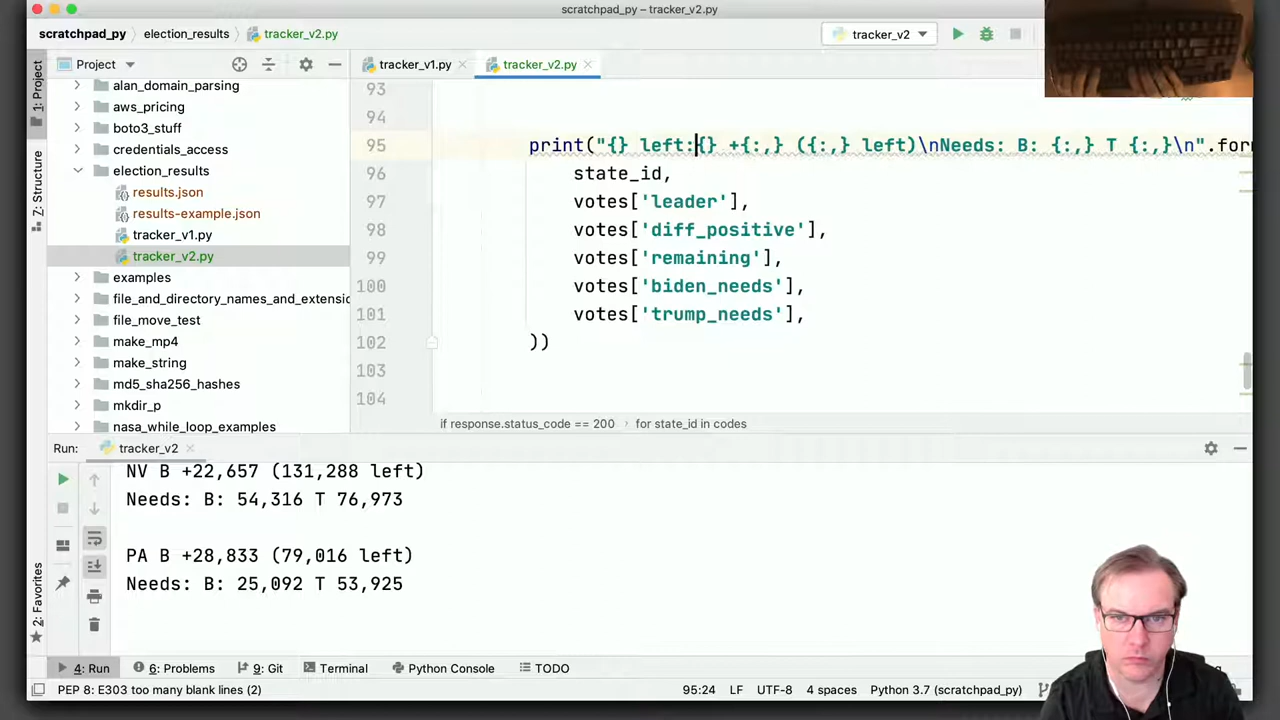 scratchpad_py – tracker_v2.py
scratchpad_py
election_results
tracker_v2.py
tracker_v2
1: Project
Project
tracker_v1.py
tracker_v2.py
alan_domain_parsing
aws_pricing
boto3_stuff
credentials_access
election_results
results.json
results-example.json
tracker_v1.py
tracker_v2.py
examples
file_and_directory_names_and_extensio
file_move_test
make_mp4
make_string
md5_sha256_hashes
mkdir_p
nasa_while_loop_examples
Z: Structure
93
94
95 print("{} left:{} +{:,} ({:,} left)\nNeeds: B: {:,} T {:,}\n".forn
96 state_id,
97 votes['leader'],
98 votes['diff_positive'],
99 votes['remaining'],
100 votes['biden_needs'],
101 votes['trump_needs'],
102 ))
103
104
if response.status_code == 200 › for state_id in codes
Run: tracker_v2
NV B +22,657 (131,288 left)
Needs: B: 54,316 T 76,973
PA B +28,833 (79,016 left)
Needs: B: 25,092 T 53,925
2: Favorites
4: Run
6: Problems
9: Git
Terminal
Python Console
TODO
PEP 8: E303 too many blank lines (2)
95:24
LF
UTF-8
4 spaces
Python 3.7 (scratchpad_py)